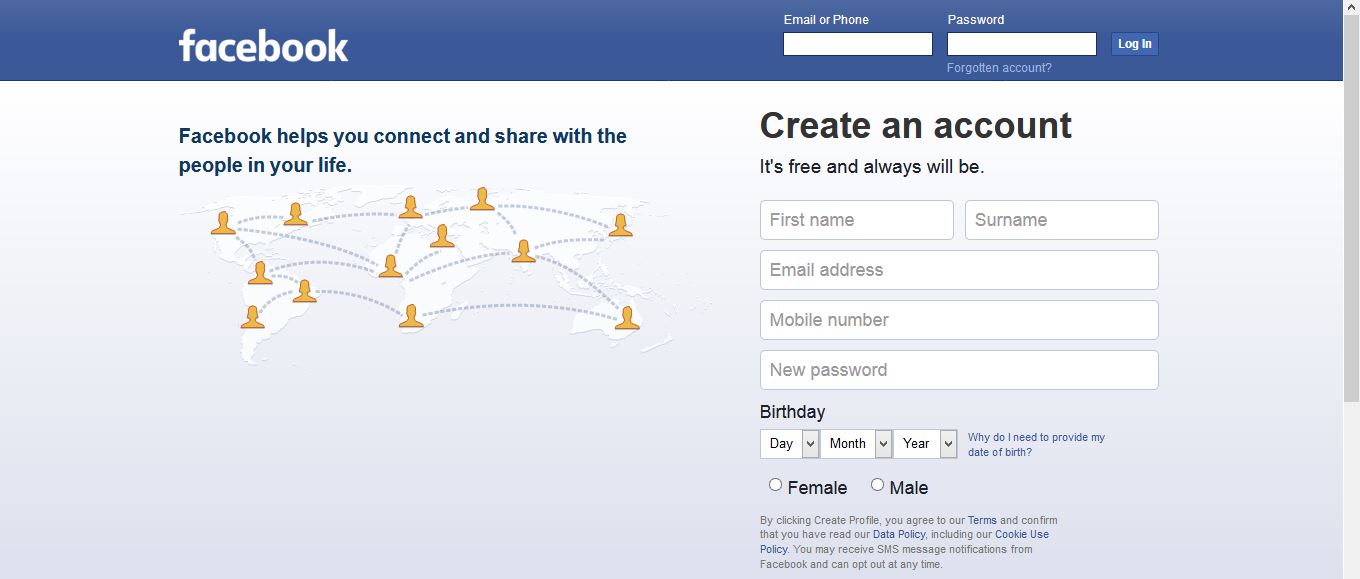 facebook
Email or Phone
Password
Log In
Forgotten account?
Facebook helps you connect and share with the
people in your life.
Create an account
It's free and always will be.
First name
Surname
Email address
Mobile number
New password
Birthday
Day
Month
Year
Why do I need to provide my
date of birth?
Female
Male
By clicking Create Profile, you agree to our Terms and confirm
that you have read our Data Policy, including our Cookie Use
Policy. You may receive SMS message notifications from
Facebook and can opt out at any time.